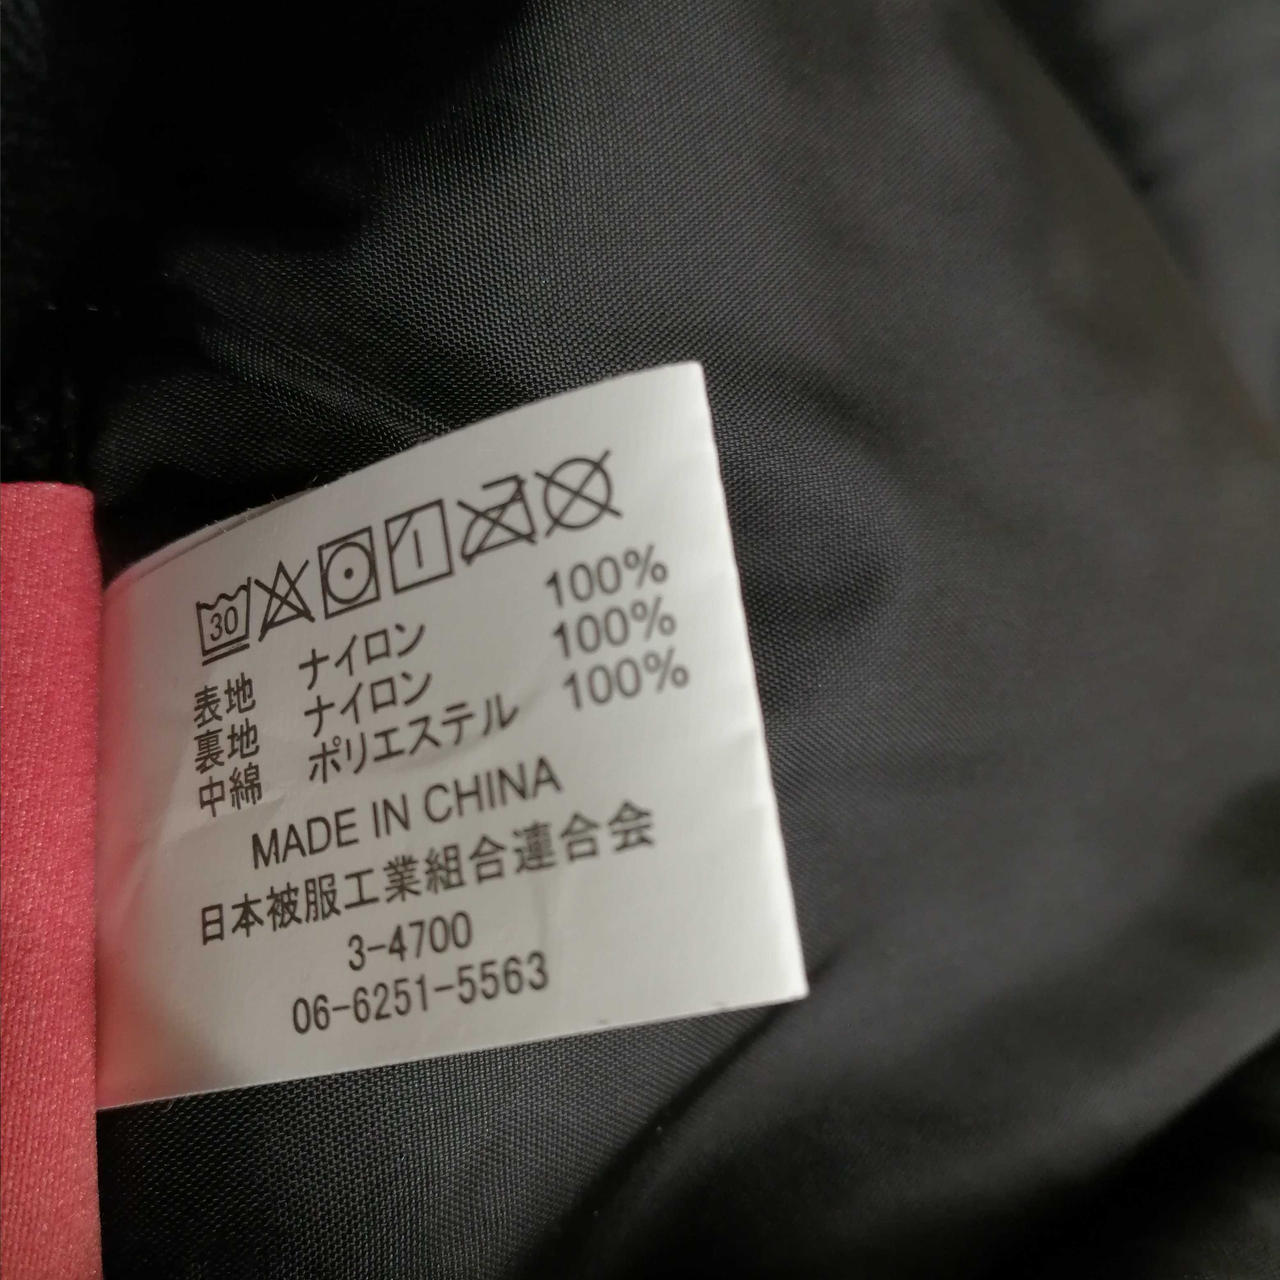 30
表地 ナイロン 100%
裏地 ナイロン 100%
中綿 ポリエステル 100%
MADE IN CHINA
日本被服工業組合連合会
3-4700
06-6251-5563